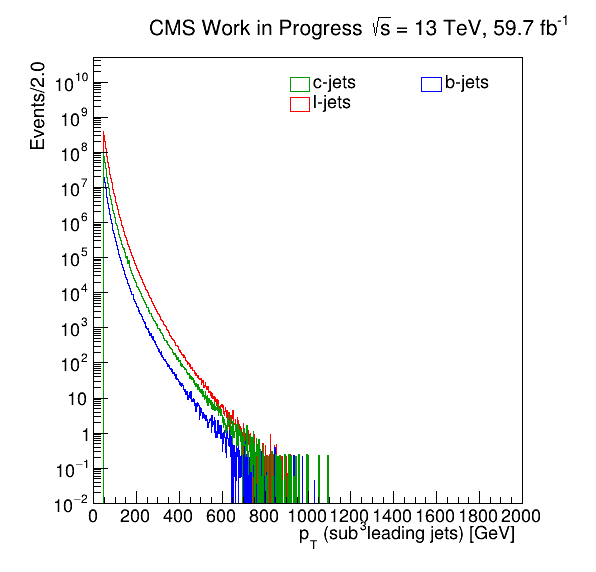 CMS Work in Progress √s = 13 TeV, 59.7 fb⁻¹
Events/2.0
c-jets
b-jets
l-jets
10¹⁰
10⁹
10⁸
10⁷
10⁶
10⁵
10⁴
10³
10²
10
1
10⁻¹
10⁻²
0 200 400 600 800 1000 1200 1400 1600 1800 2000
p_T (sub³leading jets) [GeV]